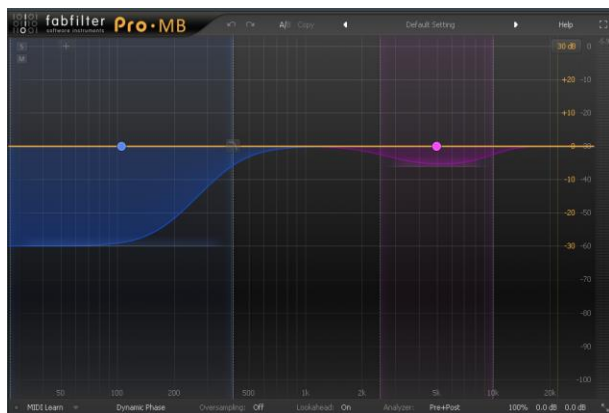 fabfilter Pro·MB A/B Copy Default Setting Help
software instruments
S 30 dB 0
M
+20 -10
+10 -20
0 -30
-10 -40
-20 -50
-30 -60
-70
-80
-90
-100
50 100 200 500 1k 2k 5k 10k 20k
MIDI Learn Dynamic Phase Oversampling: Off Lookahead: On Analyzer: Pre+Post 100% 0.0 dB 0.0 dB